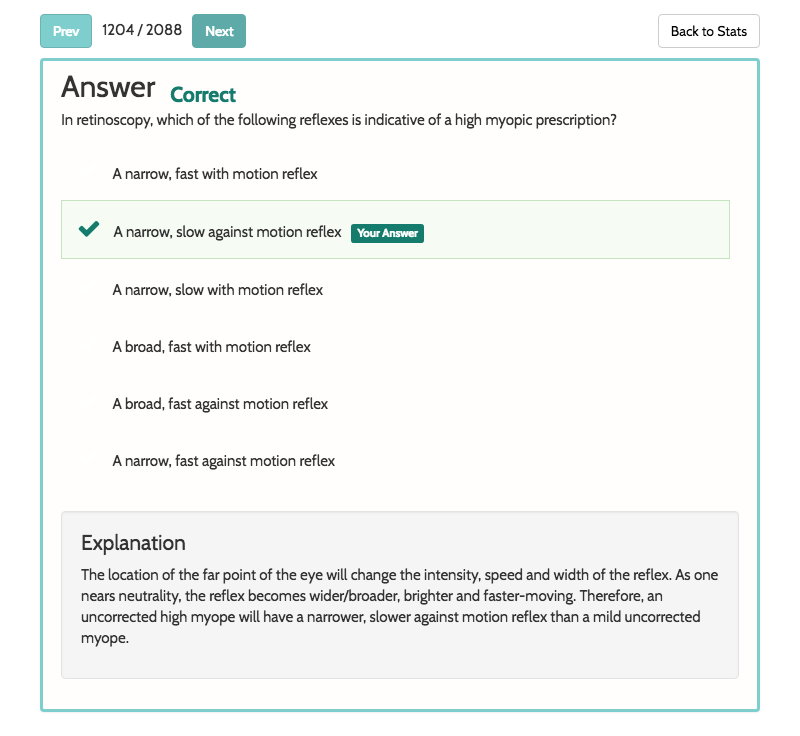 Prev 1204 / 2088 Next Back to Stats
Answer Correct
In retinoscopy, which of the following reflexes is indicative of a high myopic prescription?
A narrow, fast with motion reflex
A narrow, slow against motion reflex Your Answer
A narrow, slow with motion reflex
A broad, fast with motion reflex
A broad, fast against motion reflex
A narrow, fast against motion reflex
Explanation
The location of the far point of the eye will change the intensity, speed and width of the reflex. As one
nears neutrality, the reflex becomes wider/broader, brighter and faster-moving. Therefore, an
uncorrected high myope will have a narrower, slower against motion reflex than a mild uncorrected
myope.